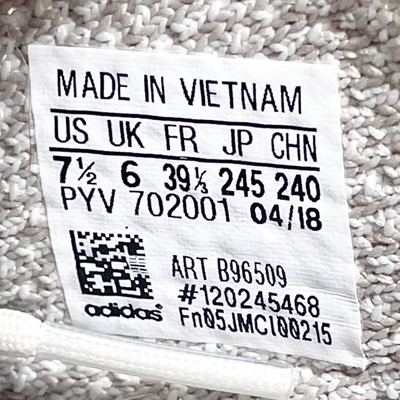 MADE IN VIETNAM
US UK FR JP CHN
7½ 6 39⅓ 245 240
PYV 702001 04/18
ART B96509
#120245468
adidas Fn05JMC100215